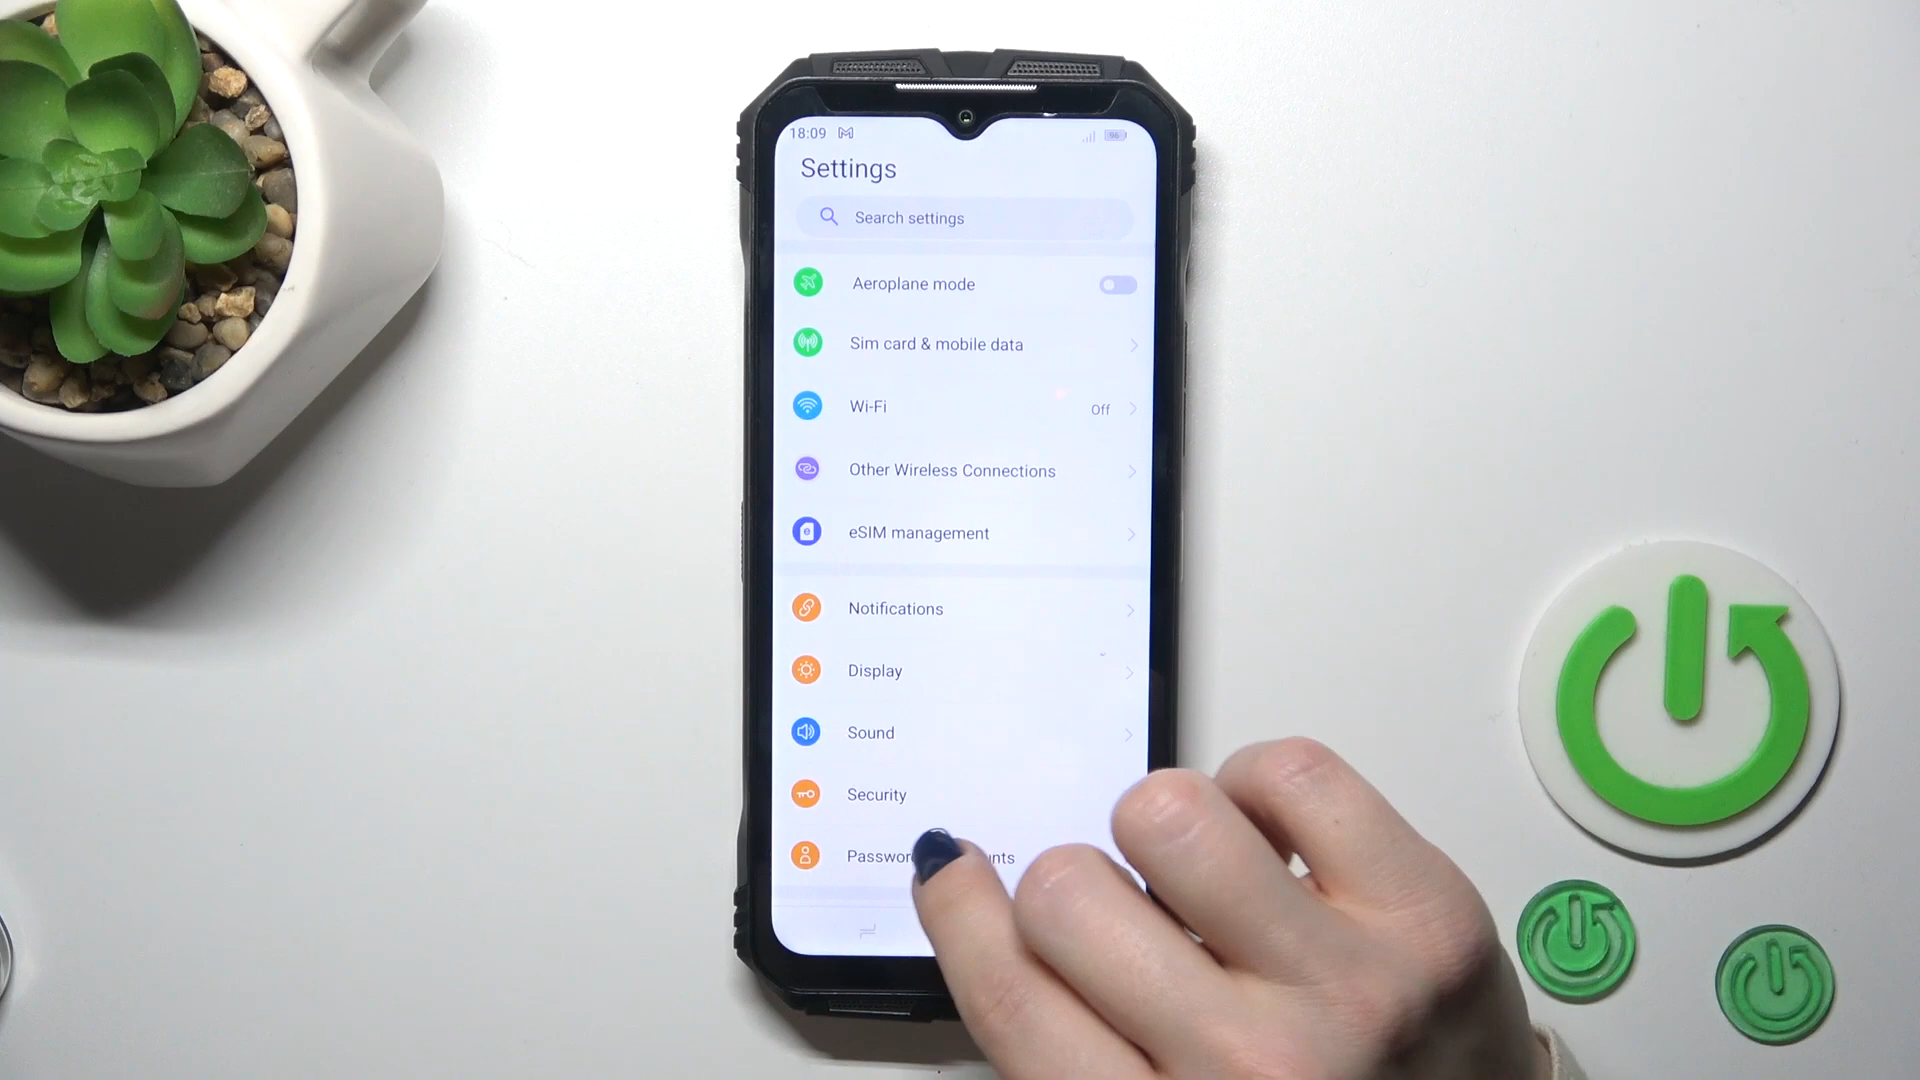 18:09 96
Settings
Search settings
Aeroplane mode
Sim card & mobile data
Wi-Fi Off
Other Wireless Connections
eSIM management
Notifications
Display
Sound
Security